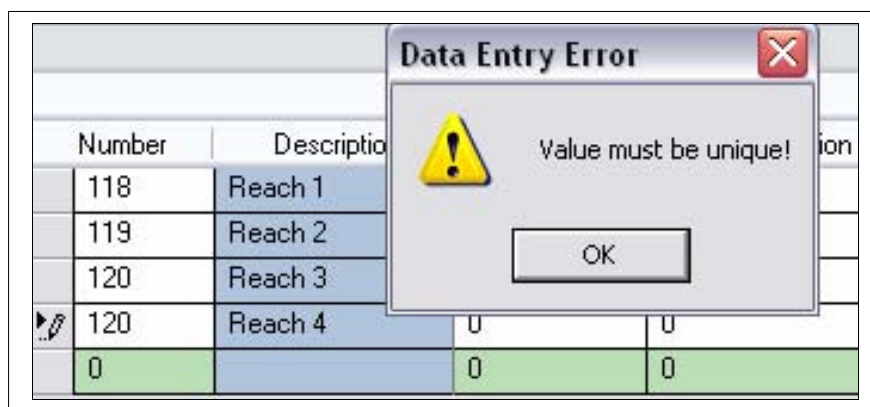 Data Entry Error
Value must be unique!
OK
Number Descriptio ion
118 Reach 1
119 Reach 2
120 Reach 3
120 Reach 4 0 0
0 0 0